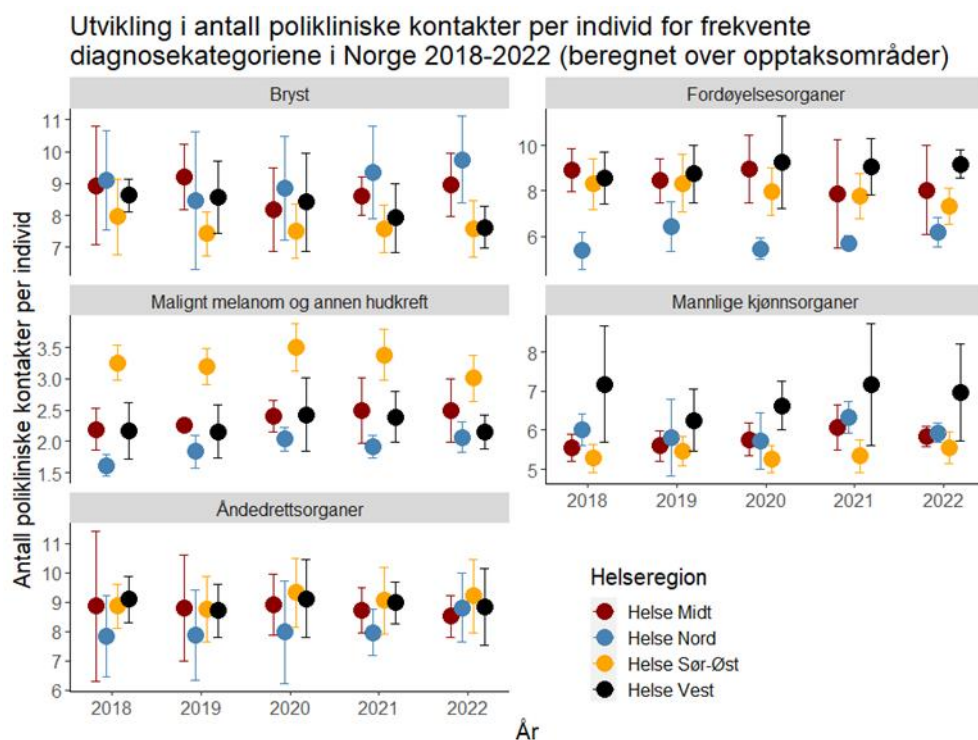 Utvikling i antall polikliniske kontakter per individ for frekvente
diagnosekategoriene i Norge 2018-2022 (beregnet over opptaksområder)
Antall polikliniske kontakter per individ
Bryst
11
10
9
8
7
Fordøyelsesorganer
10
8
6
Malignt melanom og annen hudkreft
3.5
3.0
2.5
2.0
1.5
Mannlige kjønnsorganer
8
7
6
5
2018 2019 2020 2021 2022
Åndedrettsorganer
11
10
9
8
7
6
2018 2019 2020 2021 2022
År
Helseregion
Helse Midt
Helse Nord
Helse Sør-Øst
Helse Vest